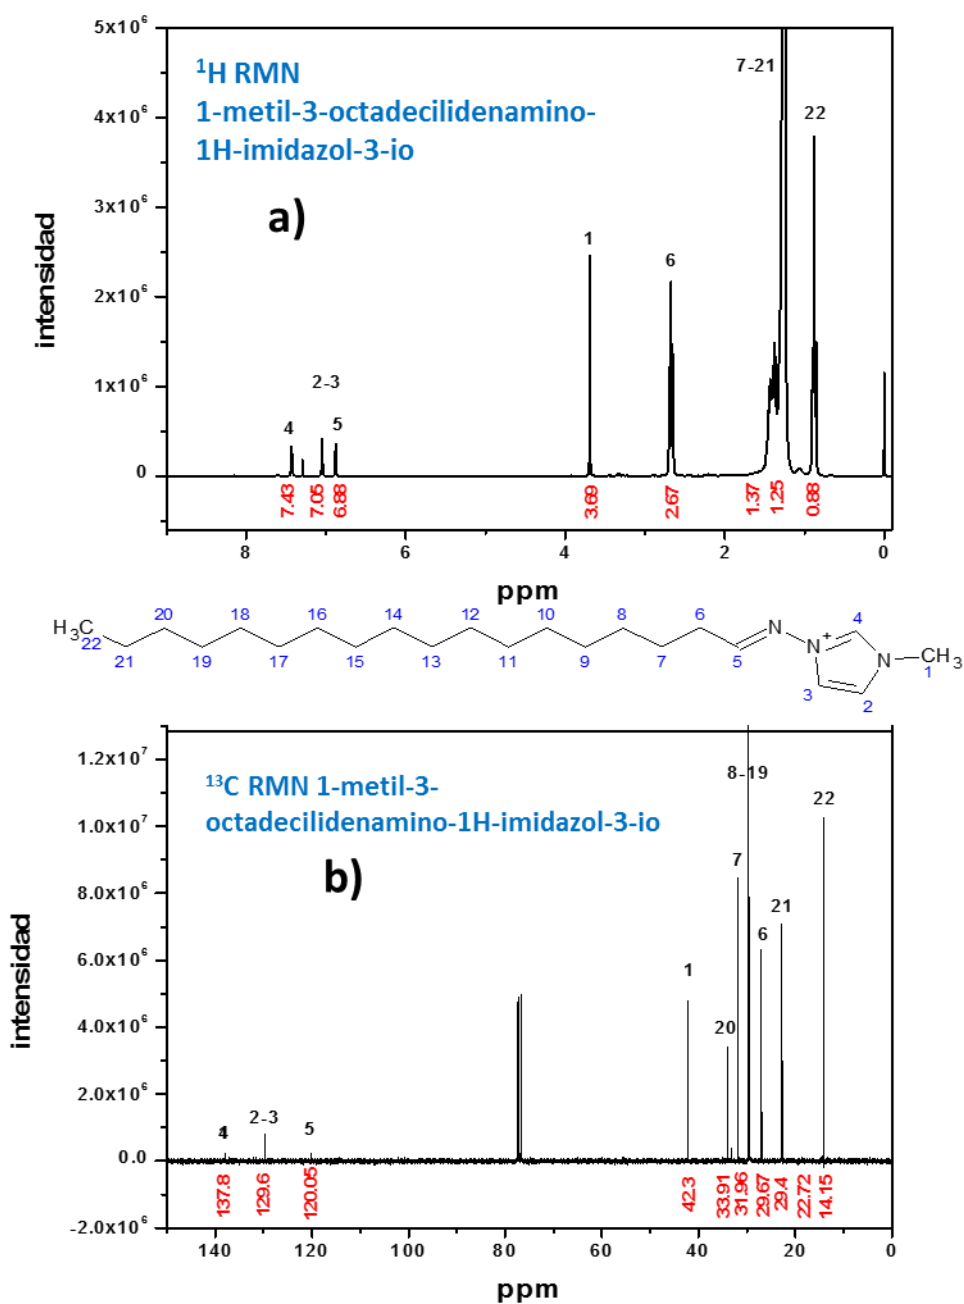 5x10⁶
4x10⁶
3x10⁶
2x10⁶
1x10⁶
0
intensidad
¹H RMN
1-metil-3-octadecilidenamino-
1H-imidazol-3-io
a)
7-21
22
1
6
2-3
4
5
7.43
7.05
6.88
3.69
2.67
1.37
1.25
0.88
8
6
4
2
0
ppm
H₃C
22
21
20
19
18
17
16
15
14
13
12
11
10
9
8
7
6
5
N
N
+
4
N
CH₃
1
3
2
1.2x10⁷
1.0x10⁷
8.0x10⁶
6.0x10⁶
4.0x10⁶
2.0x10⁶
0.0
-2.0x10⁶
intensidad
¹³C RMN 1-metil-3-
octadecilidenamino-1H-imidazol-3-io
b)
8-19
22
7
21
6
1
20
4
2-3
5
137.8
129.6
120.05
42.3
33.91
31.96
29.67
29.4
22.72
14.15
140
120
100
80
60
40
20
0
ppm